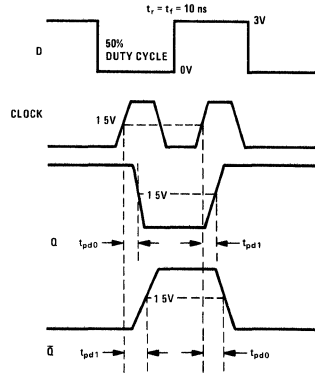 t_r = t_f = 10 ns
3V
D
50%
DUTY CYCLE
0V
CLOCK
1 5V
1 5V
Q
t_pd0
t_pd1
1 5V
Q̄
t_pd1
t_pd0